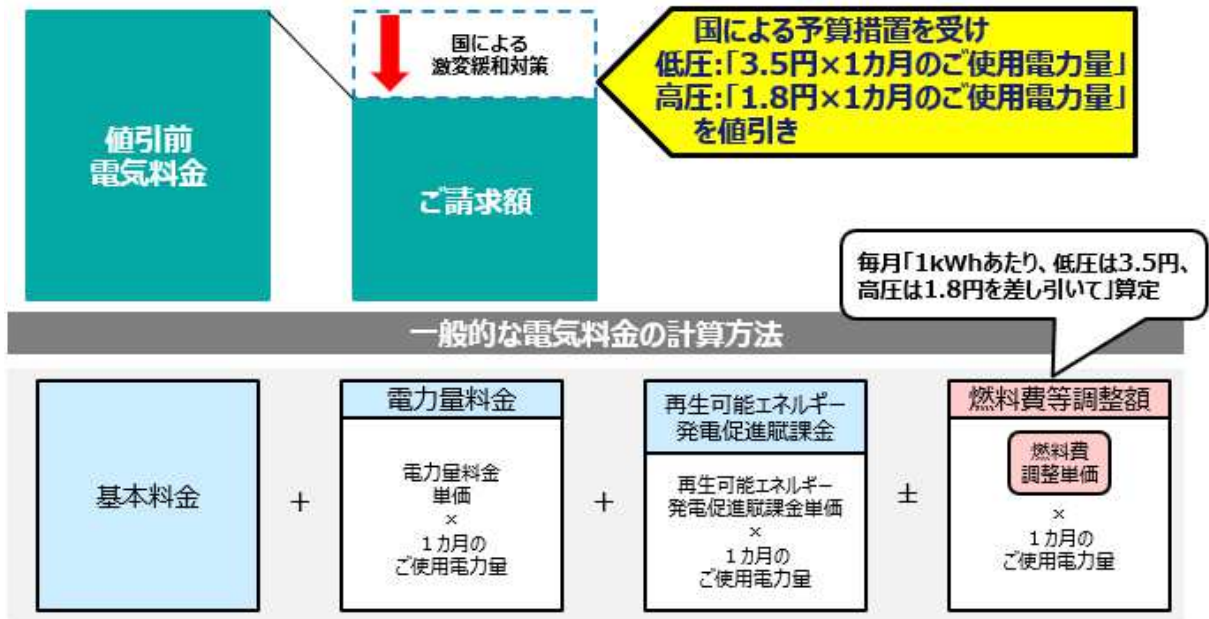 国による
激変緩和対策
国による予算措置を受け
低圧:「3.5円×1カ月のご使用電力量」
高圧:「1.8円×1カ月のご使用電力量」
を値引き
値引前
電気料金
ご請求額
毎月「1kWhあたり、低圧は3.5円、
高圧は1.8円を差し引いて」算定
一般的な電気料金の計算方法
基本料金
+
電力量料金
電力量料金
単価
×
1カ月の
ご使用電力量
+
再生可能エネルギー
発電促進賦課金
再生可能エネルギー
発電促進賦課金単価
×
1カ月の
ご使用電力量
±
燃料費等調整額
燃料費
調整単価
×
1カ月の
ご使用電力量